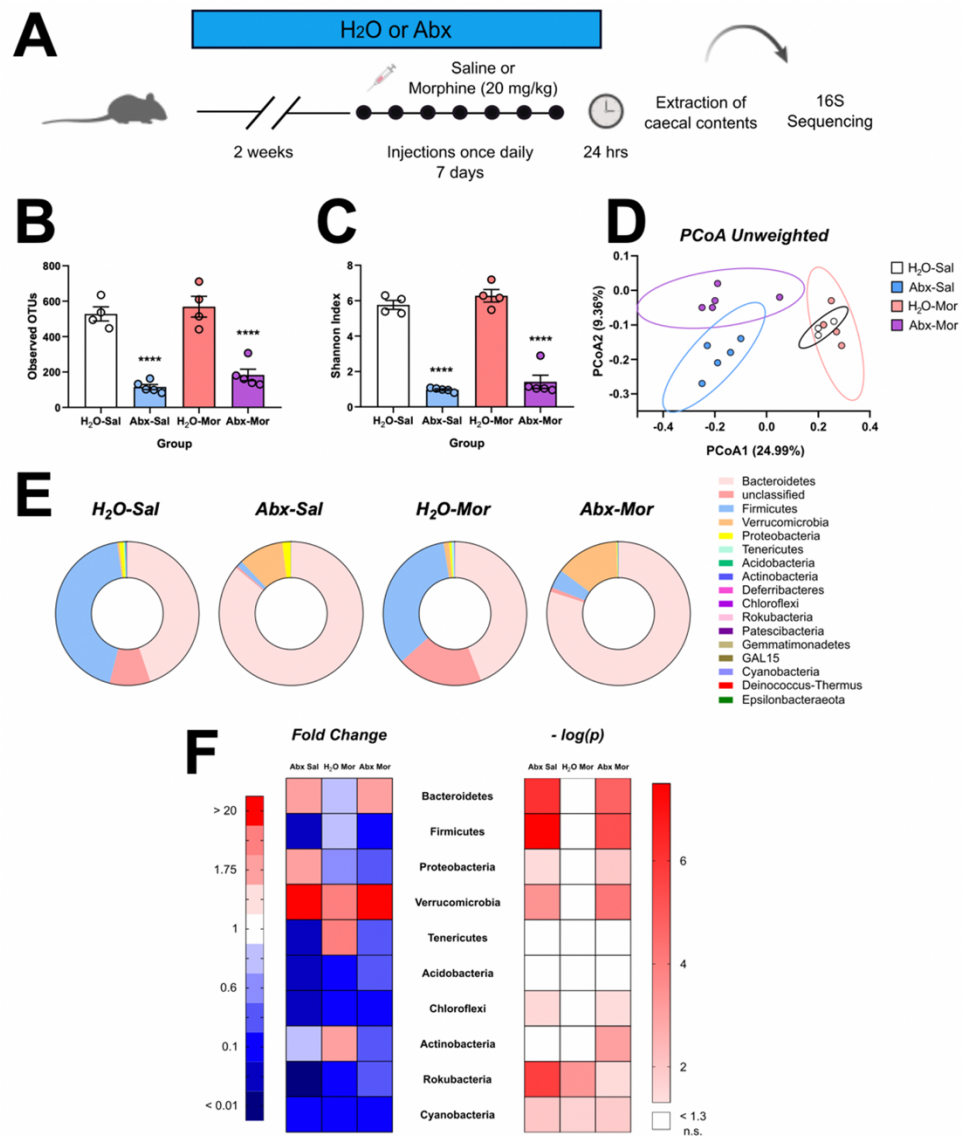 A
H2O or Abx
Saline or
Morphine (20 mg/kg)
2 weeks
Injections once daily
7 days
24 hrs
Extraction of
caecal contents
16S
Sequencing
B
Observed OTUs
800
600
400
200
0
****
****
H2O-Sal
Abx-Sal
H2O-Mor
Abx-Mor
Group
C
Shannon Index
8
6
4
2
0
****
****
H2O-Sal
Abx-Sal
H2O-Mor
Abx-Mor
Group
D
PCoA Unweighted
PCoA2 (9.36%)
0.1
0.0
-0.1
-0.2
-0.3
-0.4
-0.2
0.0
0.2
0.4
PCoA1 (24.99%)
H2O-Sal
Abx-Sal
H2O-Mor
Abx-Mor
E
H2O-Sal
Abx-Sal
H2O-Mor
Abx-Mor
Bacteroidetes
unclassified
Firmicutes
Verrucomicrobia
Proteobacteria
Tenericutes
Acidobacteria
Actinobacteria
Deferribacteres
Chloroflexi
Rokubacteria
Patescibacteria
Gemmatimonadetes
GAL15
Cyanobacteria
Deinococcus-Thermus
Epsilonbacteraeota
F
Fold Change
- log(p)
Abx Sal
H2O Mor
Abx Mor
Abx Sal
H2O Mor
Abx Mor
> 20
1.75
1
0.6
0.1
< 0.01
Bacteroidetes
Firmicutes
Proteobacteria
Verrucomicrobia
Tenericutes
Acidobacteria
Chloroflexi
Actinobacteria
Rokubacteria
Cyanobacteria
6
4
2
< 1.3
n.s.